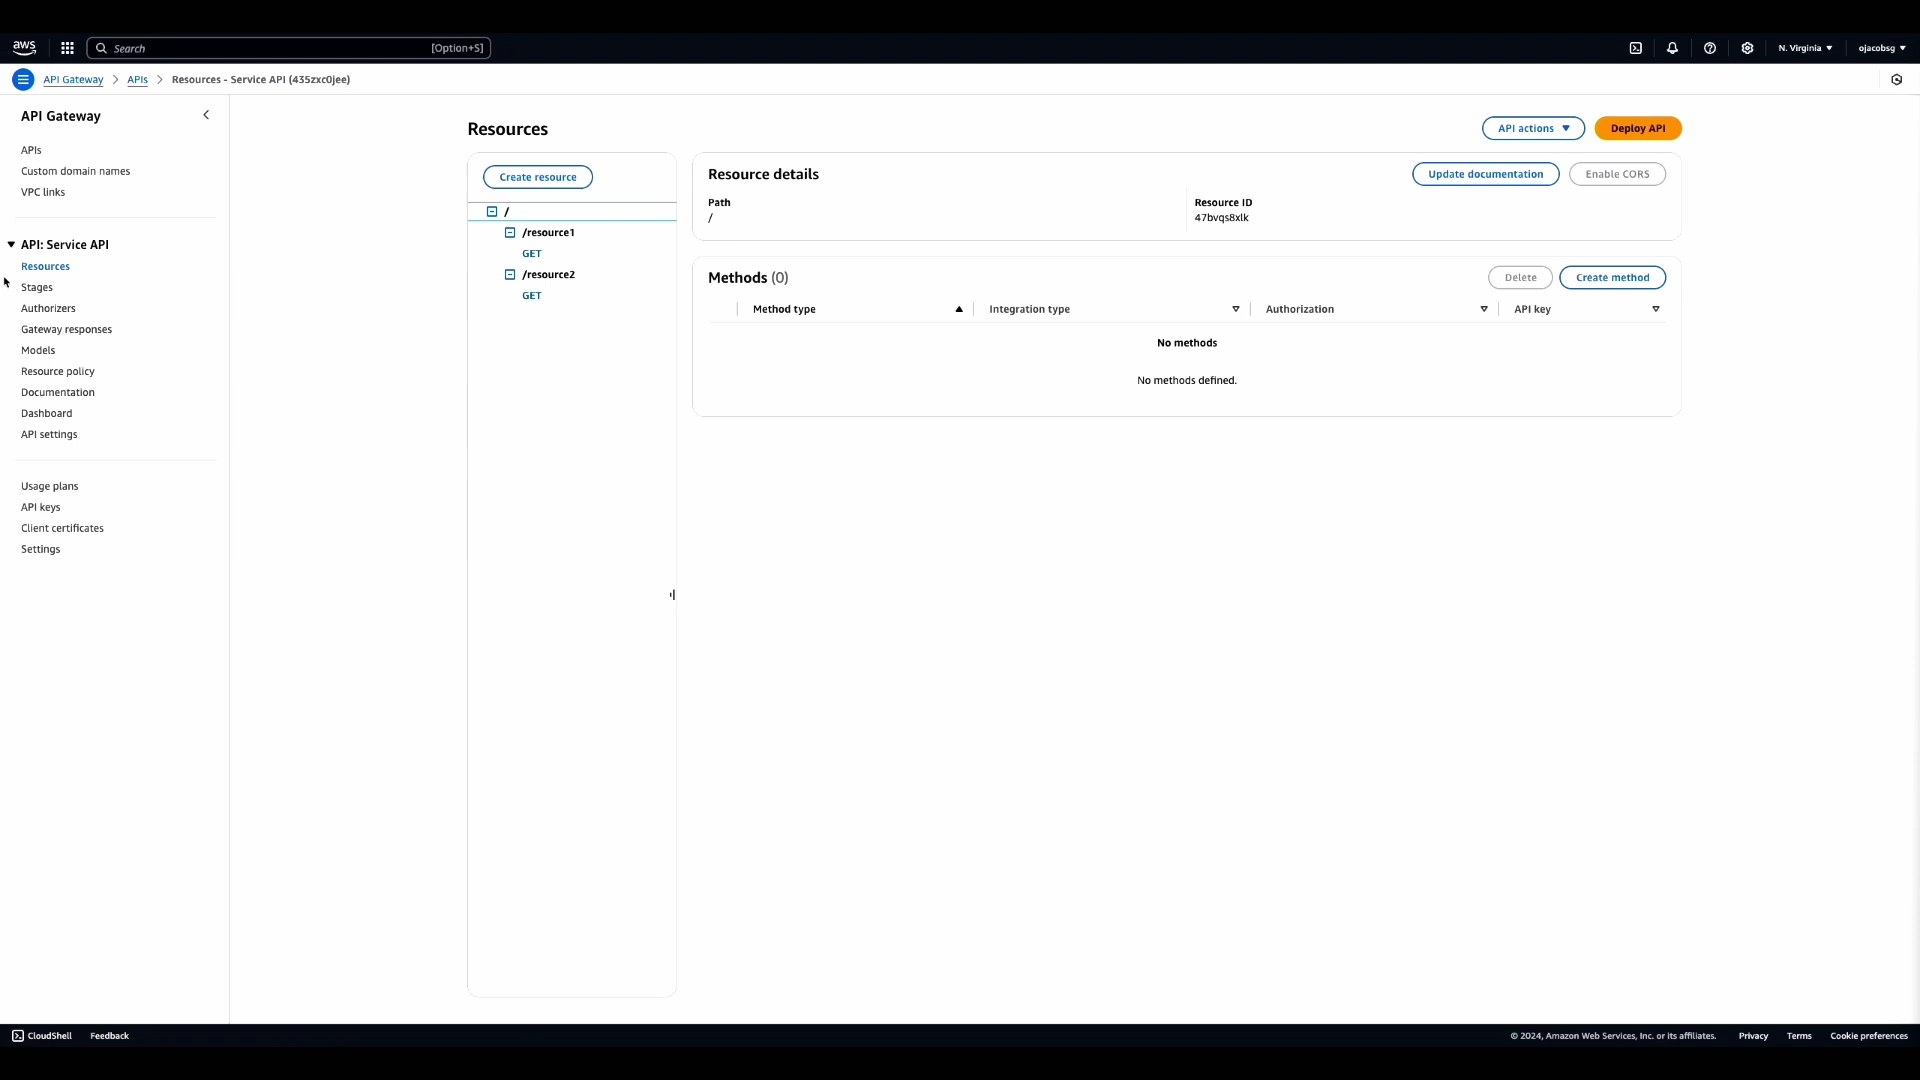 aws
Search [Option+S]
N. Virginia ▼
ojacobsg ▼
API Gateway > APIs > Resources - Service API (435zxc0jee)
API Gateway
APIs
Custom domain names
VPC links
▼ API: Service API
Resources
Stages
Authorizers
Gateway responses
Models
Resource policy
Documentation
Dashboard
API settings
Usage plans
API keys
Client certificates
Settings
Resources
API actions ▼
Deploy API
Create resource
/
/resource1
GET
/resource2
GET
Resource details
Update documentation
Enable CORS
Path
/
Resource ID
47bvqs8xlk
Methods (0)
Delete
Create method
Method type
Integration type
Authorization
API key
No methods
No methods defined.
CloudShell
Feedback
© 2024, Amazon Web Services, Inc. or its affiliates.
Privacy
Terms
Cookie preferences